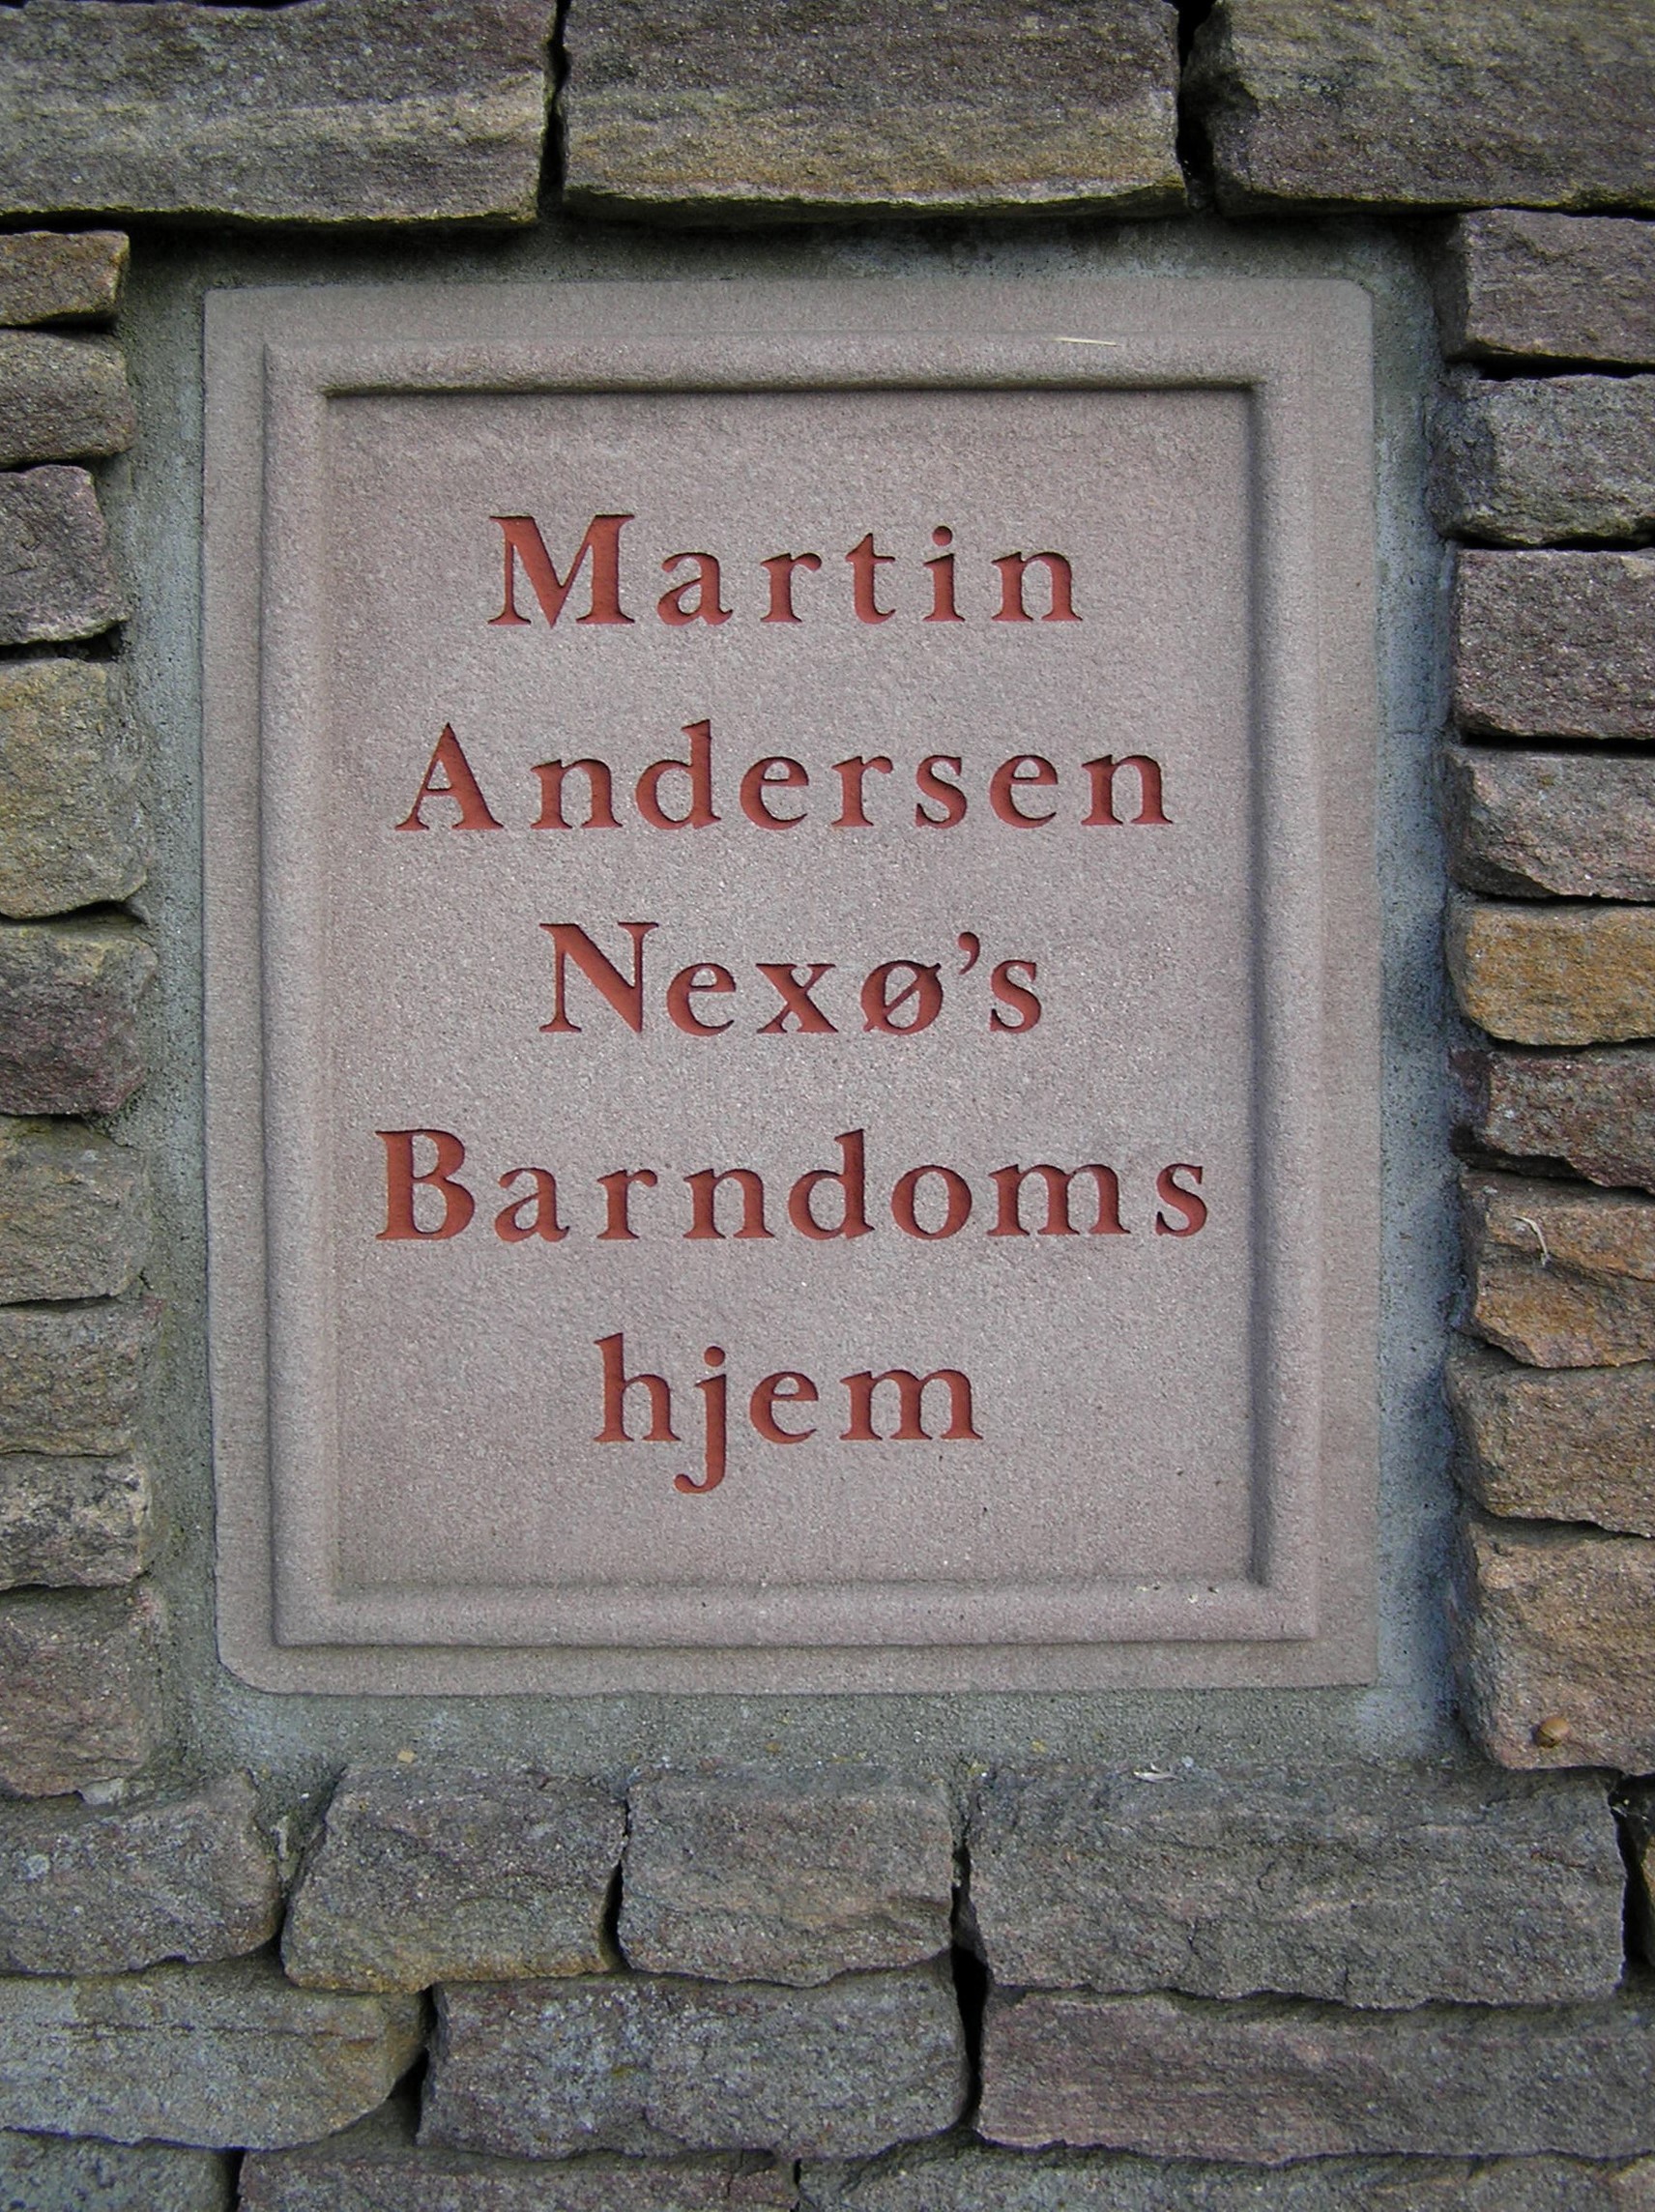 Martin
Andersen
Nexø’s
Barndoms
hjem